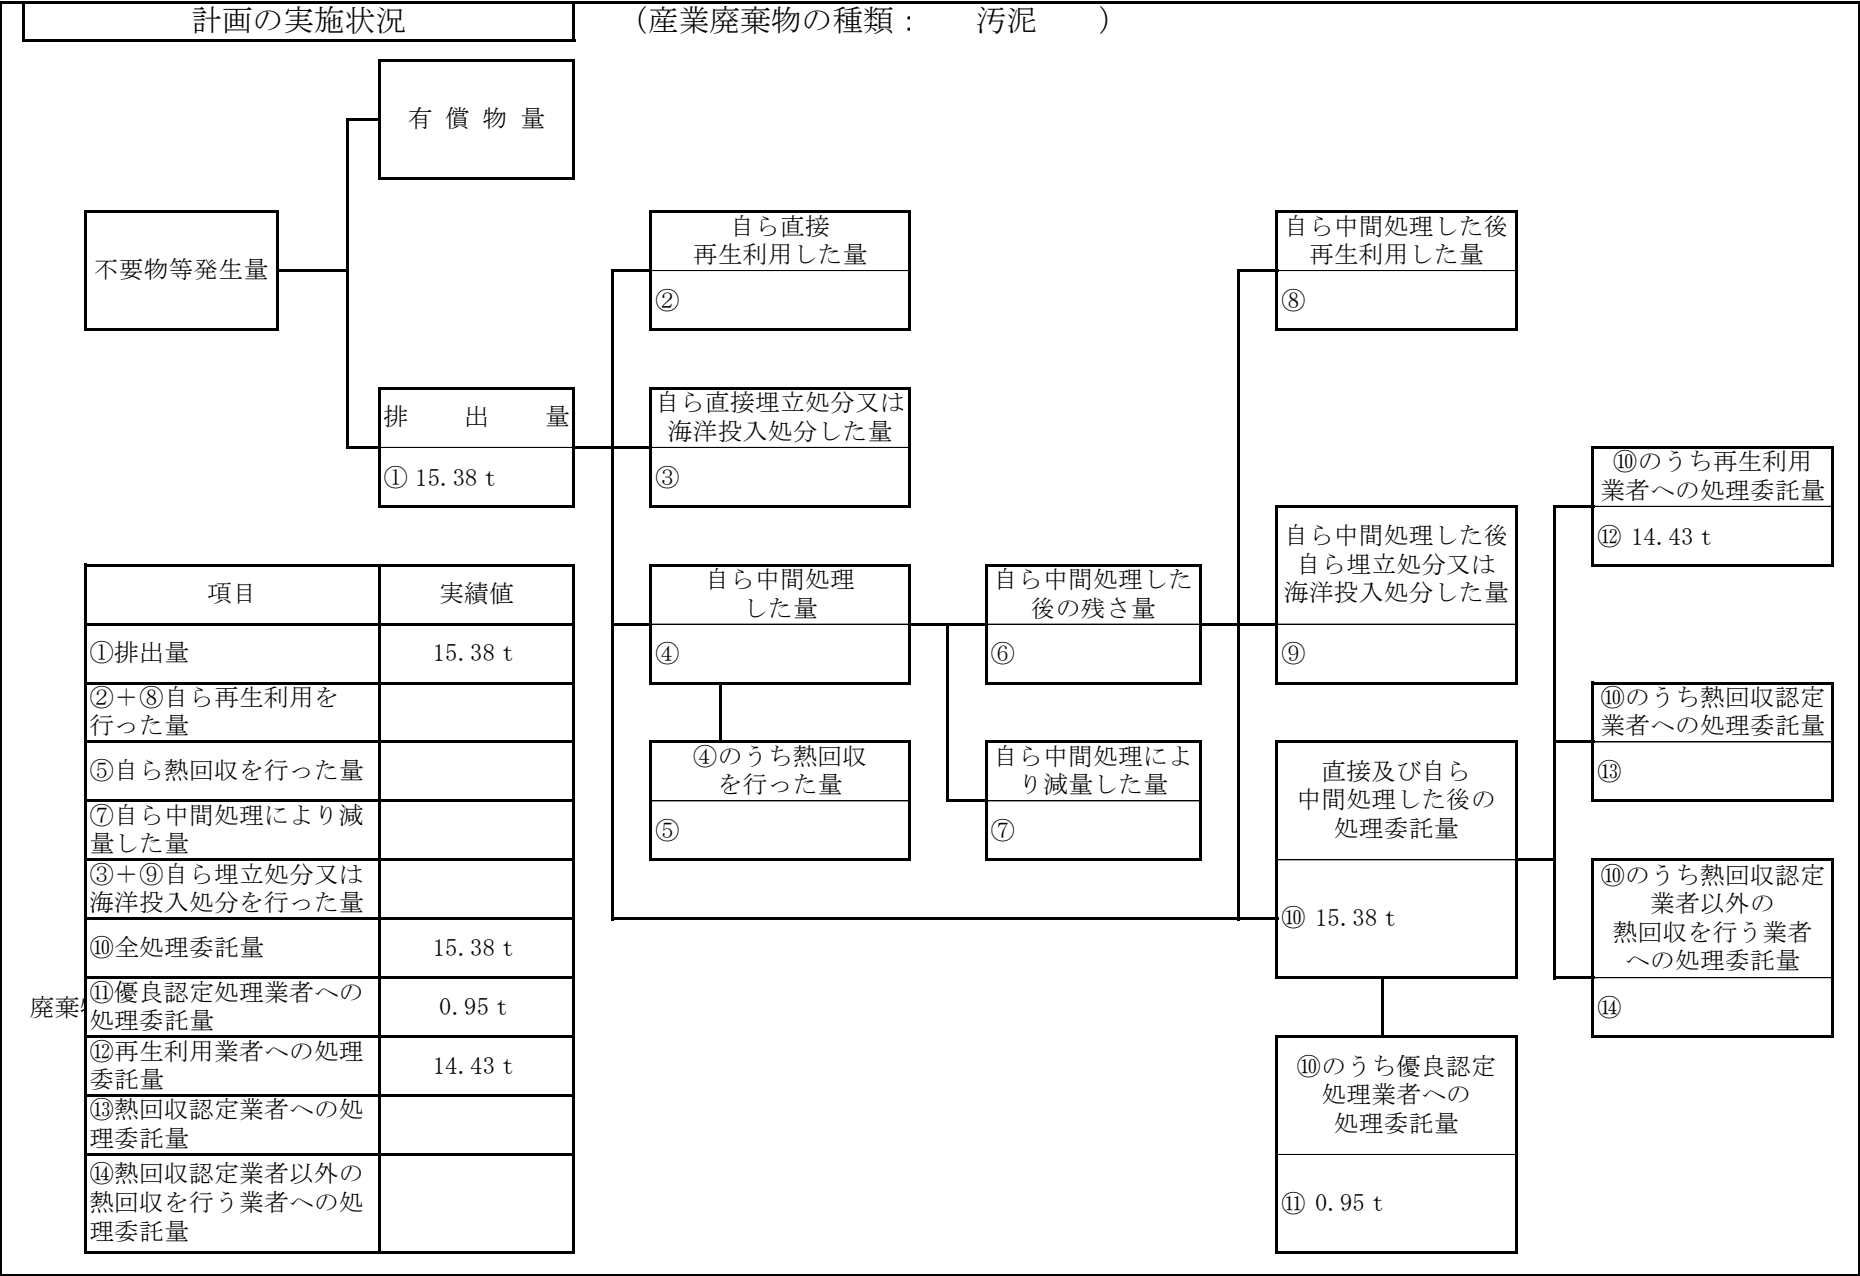 計画の実施状況
（産業廃棄物の種類： 汚泥 ）
有償物量
不要物等発生量
排出量
① 15.38 t
自ら直接
再生利用した量
②
自ら直接埋立処分又は
海洋投入処分した量
③
自ら中間処理
した量
④
④のうち熱回収
を行った量
⑤
自ら中間処理した
後の残さ量
⑥
自ら中間処理によ
り減量した量
⑦
自ら中間処理した後
再生利用した量
⑧
自ら中間処理した後
自ら埋立処分又は
海洋投入処分した量
⑨
直接及び自ら
中間処理した後の
処理委託量
⑩ 15.38 t
⑩のうち優良認定
処理業者への
処理委託量
⑪ 0.95 t
⑩のうち再生利用
業者への処理委託量
⑫ 14.43 t
⑩のうち熱回収認定
業者への処理委託量
⑬
⑩のうち熱回収認定
業者以外の
熱回収を行う業者
への処理委託量
⑭
項目 実績値
①排出量 15.38 t
②＋⑧自ら再生利用を
行った量
⑤自ら熱回収を行った量
⑦自ら中間処理により減
量した量
③＋⑨自ら埋立処分又は
海洋投入処分を行った量
⑩全処理委託量 15.38 t
廃棄
⑪優良認定処理業者への
処理委託量 0.95 t
⑫再生利用業者への処理
委託量 14.43 t
⑬熱回収認定業者への処
理委託量
⑭熱回収認定業者以外の
熱回収を行う業者への処
理委託量